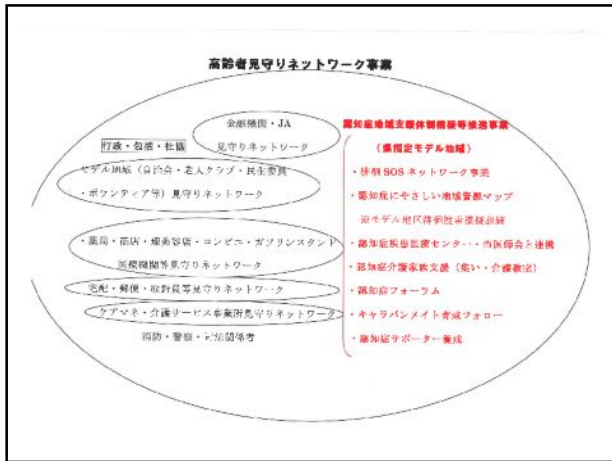 高齢者見守りネットワーク事業
金融機関・JA
見守りネットワーク
行政・包括・社協
モデル地域（自治会・老人クラブ・民生委員
・ボランティア等）見守りネットワーク
・薬局・商店・理美容店・コンビニ・ガソリンスタンド
医療機関等見守りネットワーク
宅配・郵便・検針員等見守りネットワーク
ケアマネ・介護サービス事業所見守りネットワーク
消防・警察・司法関係者
認知症地域支援体制構築等推進事業
（県指定モデル地域）
・徘徊SOSネットワーク事業
・認知症にやさしい地域資源マップ
※モデル地区徘徊捜索模擬訓練
・認知症疾患医療センター・市医師会と連携
・認知症介護家族支援（集い・介護教室）
・認知症フォーラム
・キャラバンメイト育成フォロー
・認知症サポーター養成